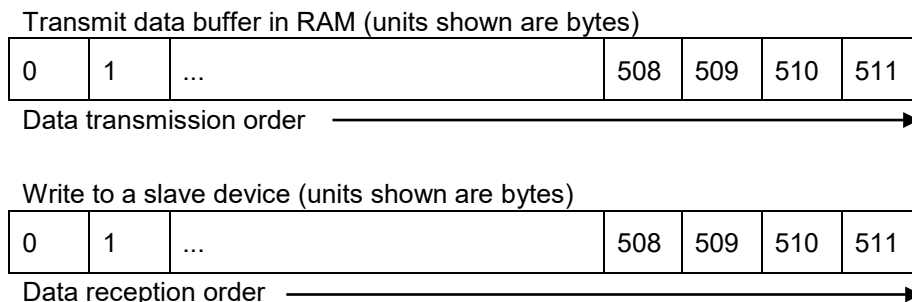 Transmit data buffer in RAM (units shown are bytes)
0 1 ... 508 509 510 511
Data transmission order
Write to a slave device (units shown are bytes)
0 1 ... 508 509 510 511
Data reception order